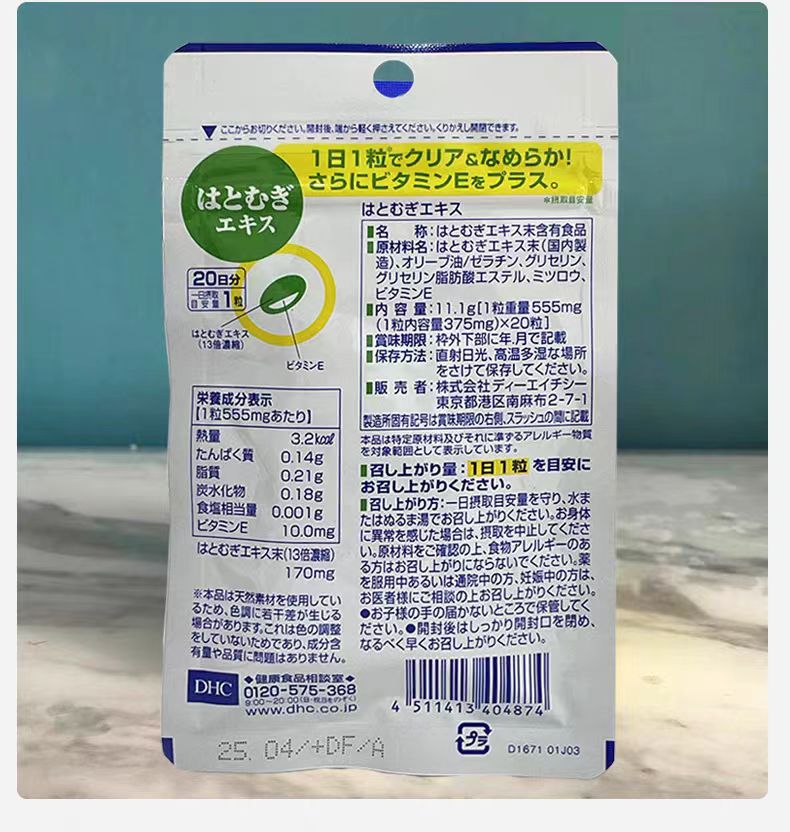 ここからお切りください。開封後、端から軽く押さえてください。くりかえし開閉できます。
はとむぎ
エキス
1日1粒*でクリア&なめらか!
さらにビタミンEをプラス。
*摂取目安量
20日分
一日摂取
目安量1粒
はとむぎエキス
(13倍濃縮)
ビタミンE
はとむぎエキス
名 称:はとむぎエキス末含有食品
原材料名:はとむぎエキス末(国内製
造)、オリーブ油/ゼラチン、グリセリン、
グリセリン脂肪酸エステル、ミツロウ、
ビタミンE
内 容 量:11.1g[1粒重量555mg
(1粒内容量375mg)×20粒]
賞味期限:枠外下部に年.月で記載
保存方法:直射日光、高温多湿な場所
をさけて保存してください。
販 売 者:株式会社ディーエイチシー
東京都港区南麻布2-7-1
製造所固有記号は賞味期限の右側、スラッシュの間に記載
本品は特定原材料及びそれに準ずるアレルギー物質
を対象範囲として表示しています。
召し上がり量:1日1粒を目安に
お召し上がりください。
召し上がり方:一日摂取目安量を守り、水ま
たはぬるま湯でお召し上がりください。お身体
に異常を感じた場合は、摂取を中止してくださ
い。原材料をご確認の上、食物アレルギーのあ
る方はお召し上がりにならないでください。薬
を服用中あるいは通院中の方、妊娠中の方は、
お医者様にご相談の上お召し上がりください。
●お子様の手の届かないところで保管してく
ださい。●開封後はしっかり開封口を閉め、
なるべく早くお召し上がりください。
栄養成分表示
[1粒555mgあたり]
熱量 3.2kcal
たんぱく質 0.14g
脂質 0.21g
炭水化物 0.18g
食塩相当量 0.001g
ビタミンE 10.0mg
はとむぎエキス末(13倍濃縮)
170mg
※本品は天然素材を使用してい
るため、色調に若干差が生じる
場合があります。これは色の調整
をしていないためであり、成分含
有量や品質に問題はありません。
DHC
◆健康食品相談室◆
0120-575-368
9:00~20:00(日・祝日をのぞく)
www.dhc.co.jp
4 511413 404874
プラ
D1671 01J03
25. 04/+DF/A